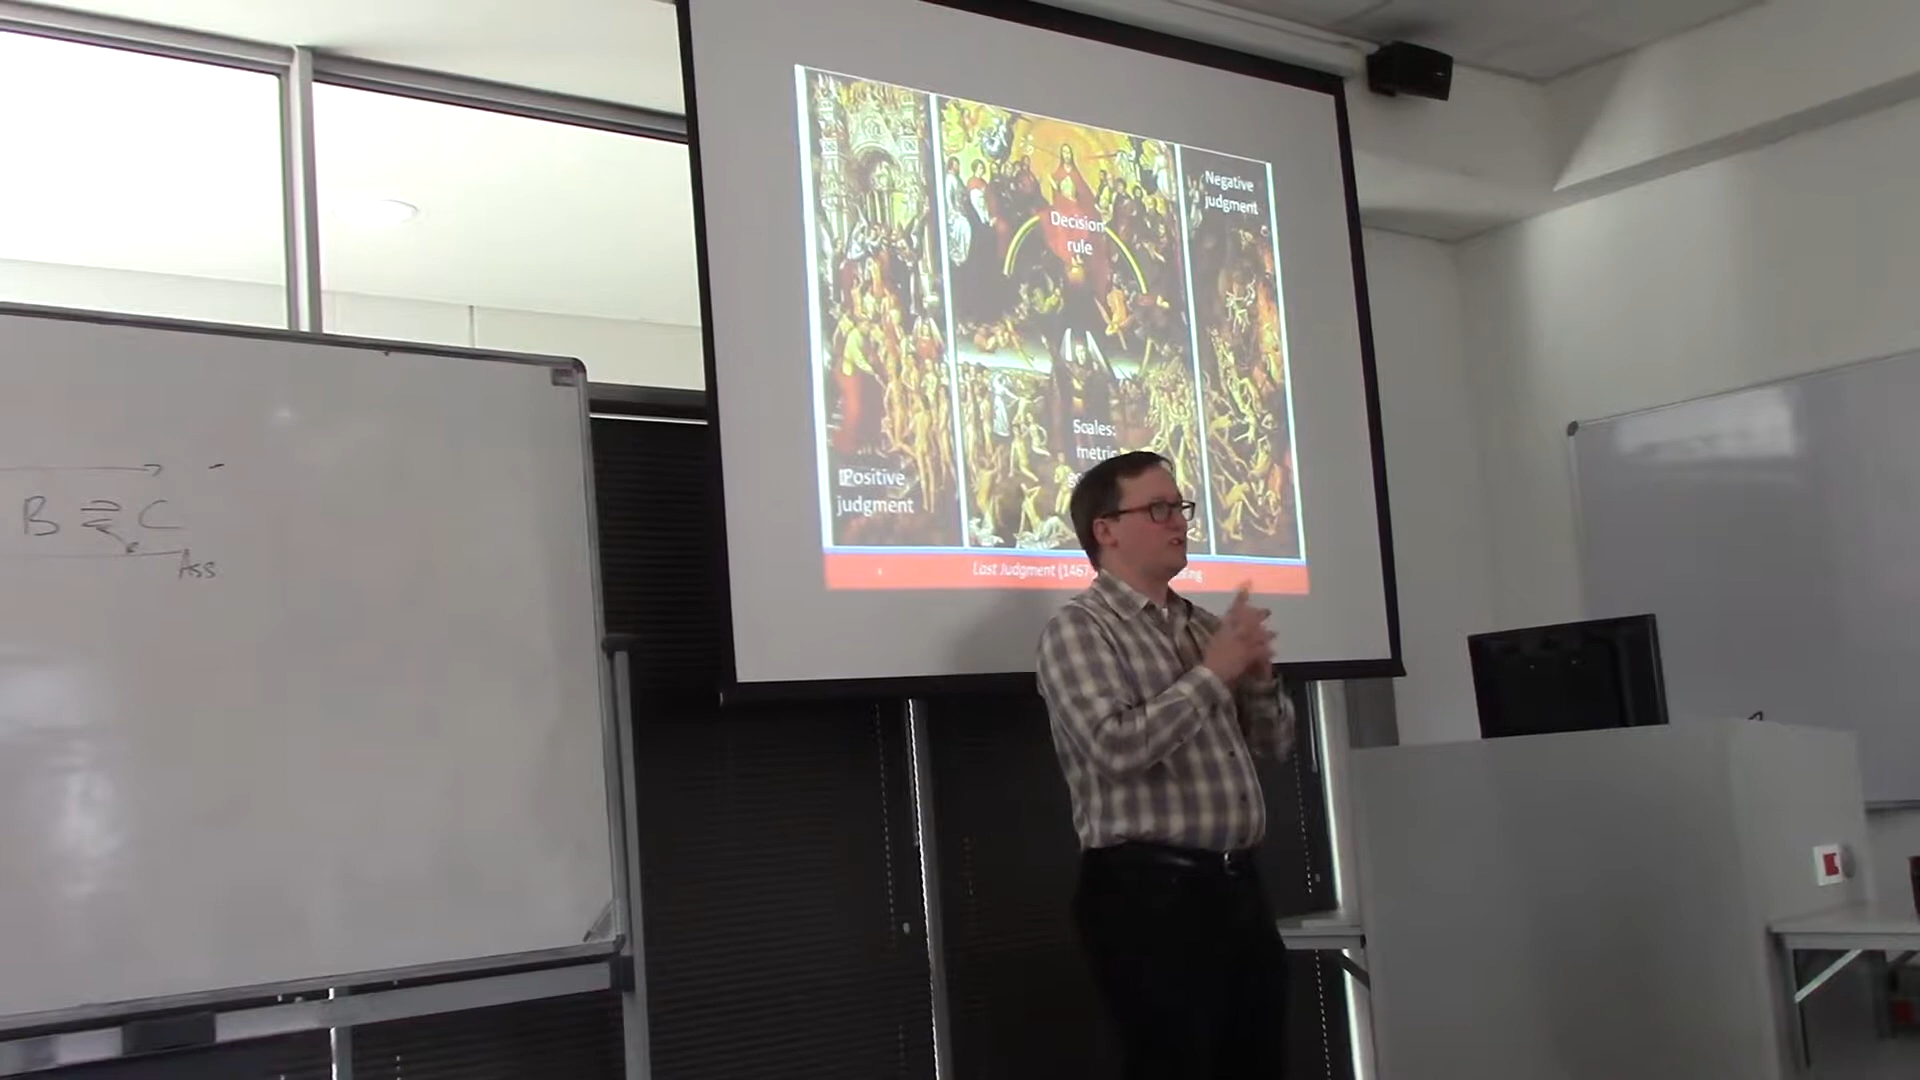 B ⇌ C
Ass
Positive
judgment
Decision
rule
Scales:
metric
Negative
judgment
Last Judgment (1467